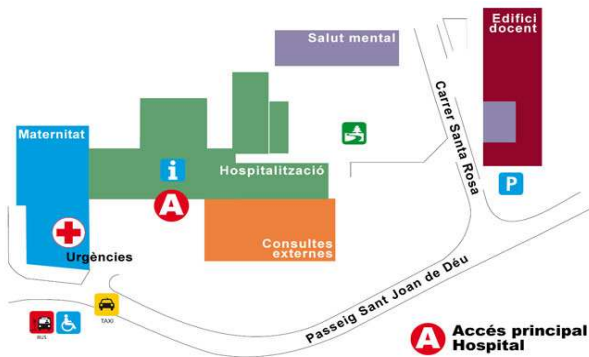 Edifici
docent
Salut mental
Carrer Santa Rosa
Maternitat
i
Hospitalització
P
A
Urgències
Consultes
externes
Passeig Sant Joan de Déu
TAXI
BUS
A Accés principal
Hospital